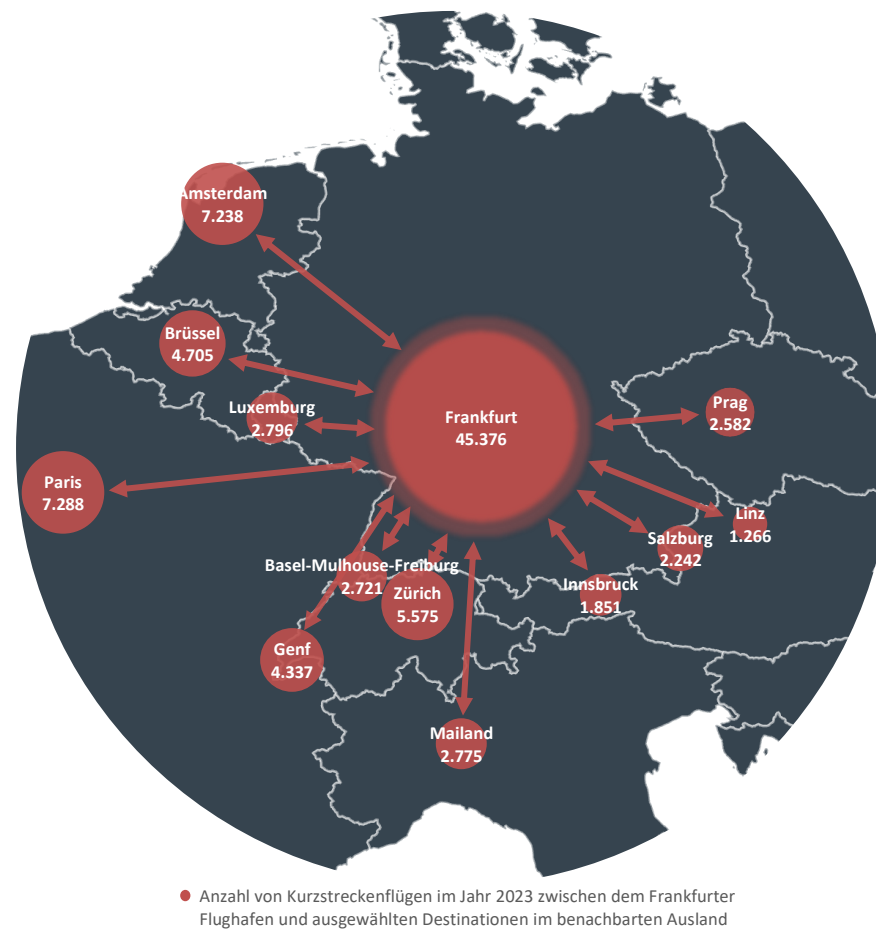 Amsterdam
7.238
Brüssel
4.705
Luxemburg
2.796
Frankfurt
45.376
Prag
2.582
Paris
7.288
Linz
1.266
Salzburg
2.242
Basel-Mulhouse-Freiburg
2.721
Zürich
5.575
Innsbruck
1.851
Genf
4.337
Mailand
2.775
Anzahl von Kurzstreckenflügen im Jahr 2023 zwischen dem Frankfurter
Flughafen und ausgewählten Destinationen im benachbarten Ausland